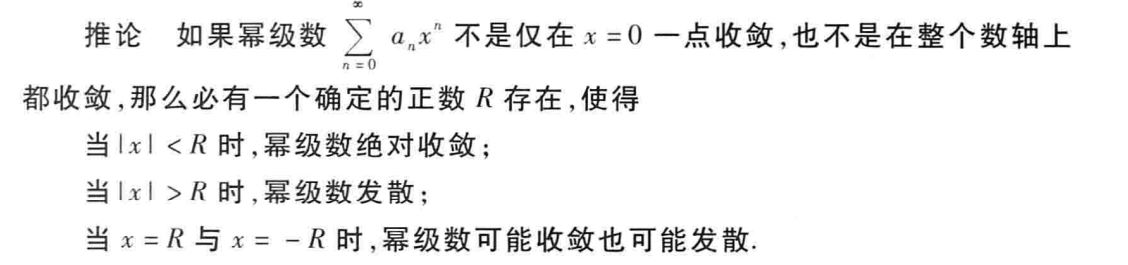 推论 如果幂级数 $\sum_{n=0}^{\infty} a_n x^n$ 不是仅在 x = 0 一点收敛,也不是在整个数轴上
都收敛,那么必有一个确定的正数 R 存在,使得
当|x| < R 时,幂级数绝对收敛;
当|x| > R 时,幂级数发散;
当 x = R 与 x = - R 时,幂级数可能收敛也可能发散.